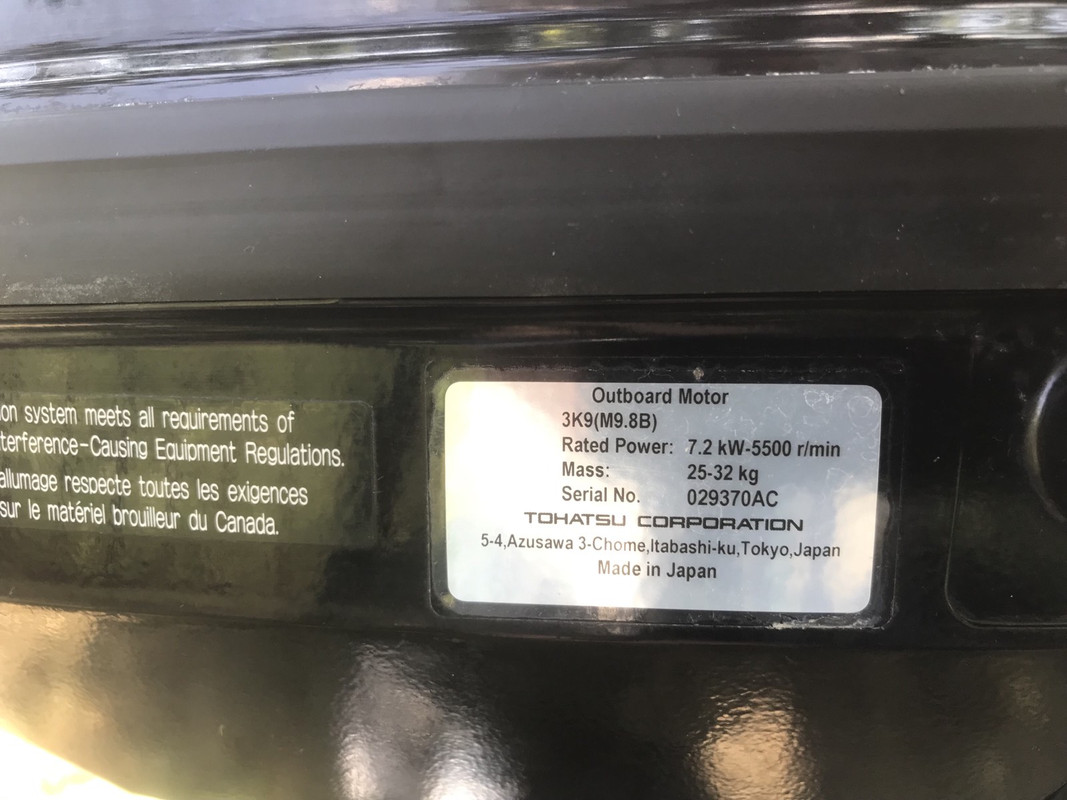 on system meets all requirements of
terference-Causing Equipment Regulations.
allumage respecte toutes les exigences
sur le matériel brouilleur du Canada.
Outboard Motor
3K9(M9.8B)
Rated Power: 7.2 kW-5500 r/min
Mass: 25-32 kg
Serial No. 029370AC
TOHATSU CORPORATION
5-4,Azusawa 3-Chome,Itabashi-ku,Tokyo,Japan
Made in Japan